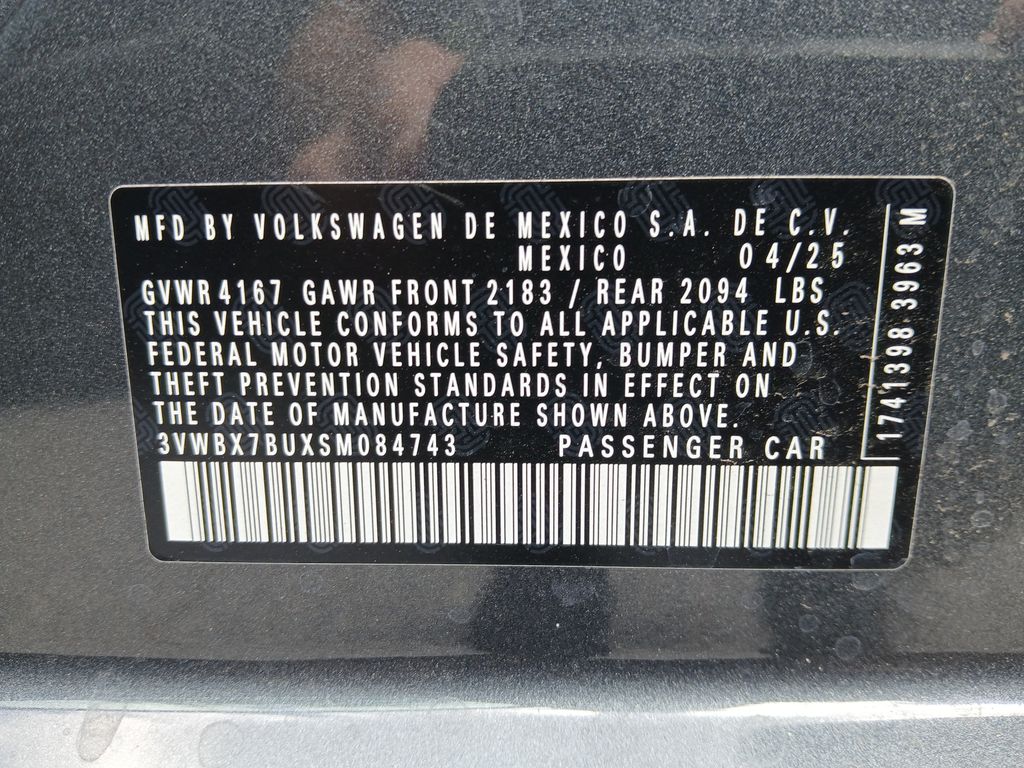 MFD BY VOLKSWAGEN DE MEXICO S.A. DE C.V.
MEXICO 04/25
GVWR 4167 GAWR FRONT 2183 / REAR 2094 LBS
THIS VEHICLE CONFORMS TO ALL APPLICABLE U.S.
FEDERAL MOTOR VEHICLE SAFETY, BUMPER AND
THEFT PREVENTION STANDARDS IN EFFECT ON
THE DATE OF MANUFACTURE SHOWN ABOVE.
3VWBX7BUXSM084743 PASSENGER CAR
1741398 3963 M